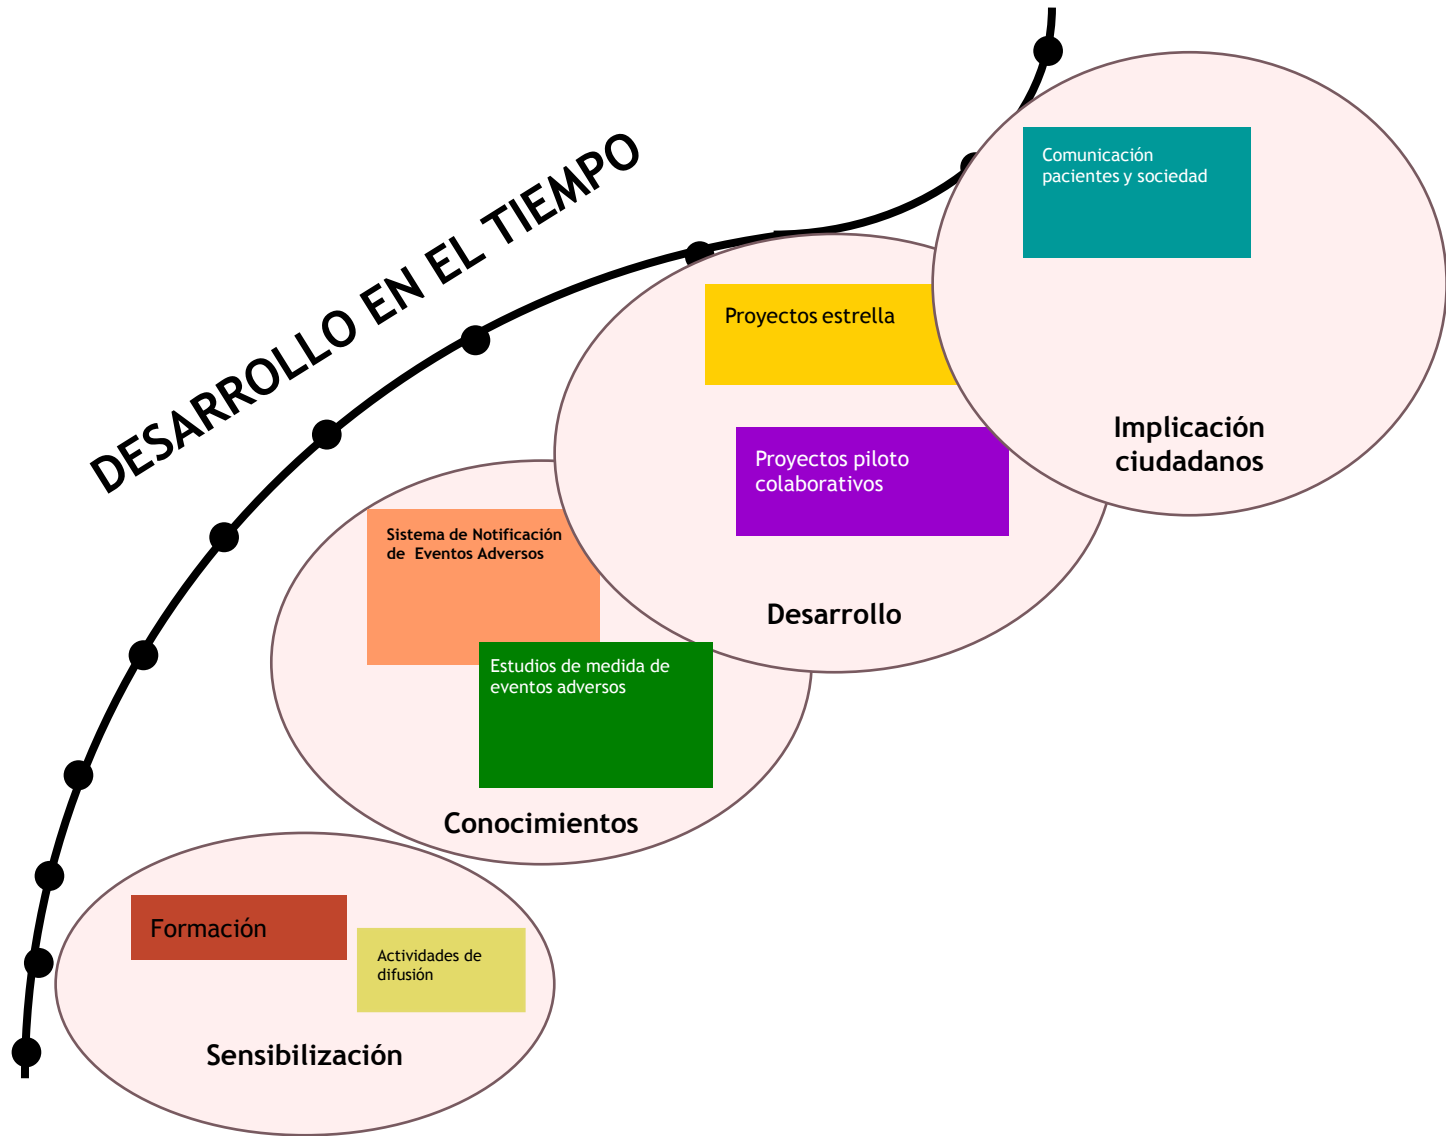 DESARROLLO EN EL TIEMPO
Comunicación
pacientes y sociedad
Implicación
ciudadanos
Proyectos estrella
Proyectos piloto
colaborativos
Desarrollo
Sistema de Notificación
de Eventos Adversos
Estudios de medida de
eventos adversos
Conocimientos
Formación
Actividades de
difusión
Sensibilización